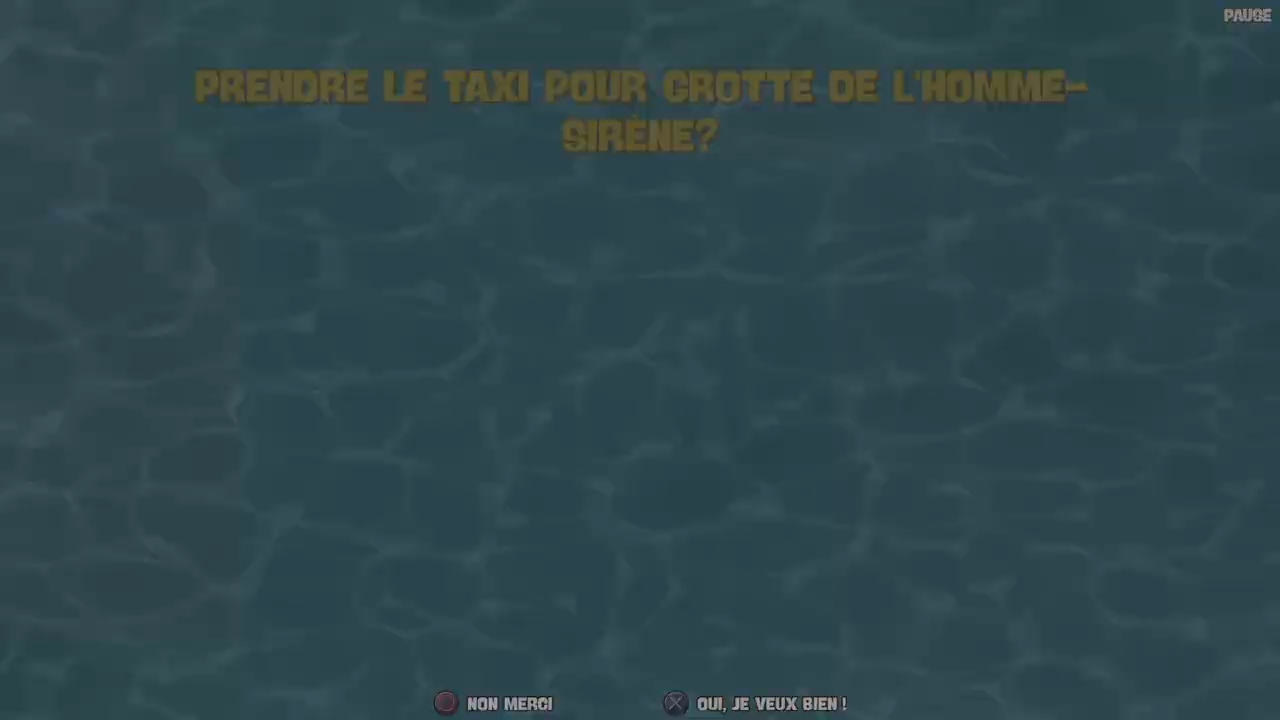 PAUSE
PRENDRE LE TAXI POUR GROTTE DE L'HOMME-
SIRÈNE?
NON MERCI
OUI, JE VEUX BIEN !